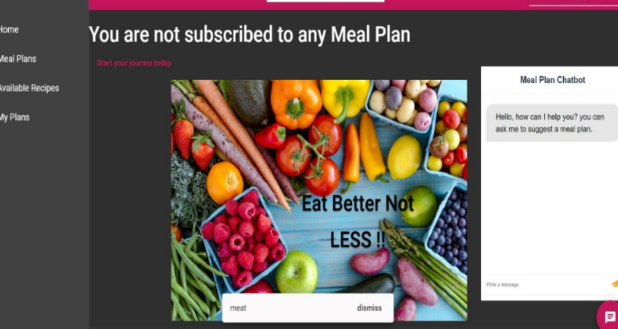 Home
Meal Plans
Available Recipes
My Plans
You are not subscribed to any Meal Plan
Start your journey today
Eat Better Not
LESS !!
meat dismiss
Meal Plan Chatbot
Hello, how can I help you? you can
ask me to suggest a meal plan.
Write a message